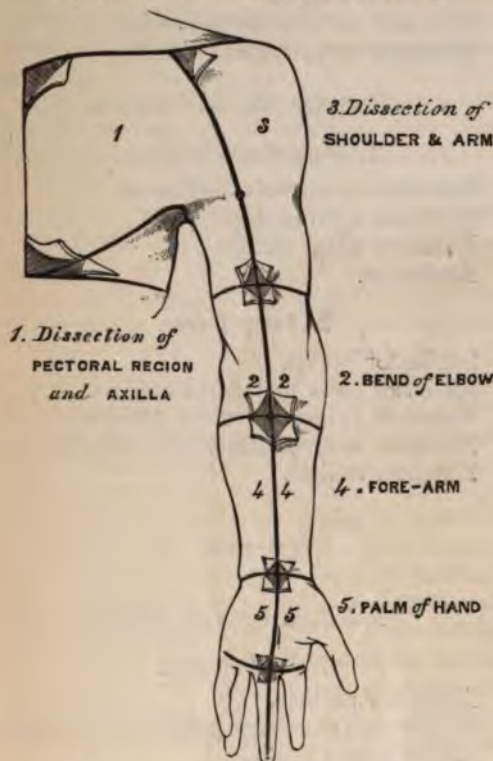 1
3
3. Dissection of
SHOULDER & ARM
1. Dissection of
PECTORAL REGION
and AXILLA
2 2
2. BEND of ELBOW
4 4
4. FORE-ARM
5 5
5. PALM of HAND